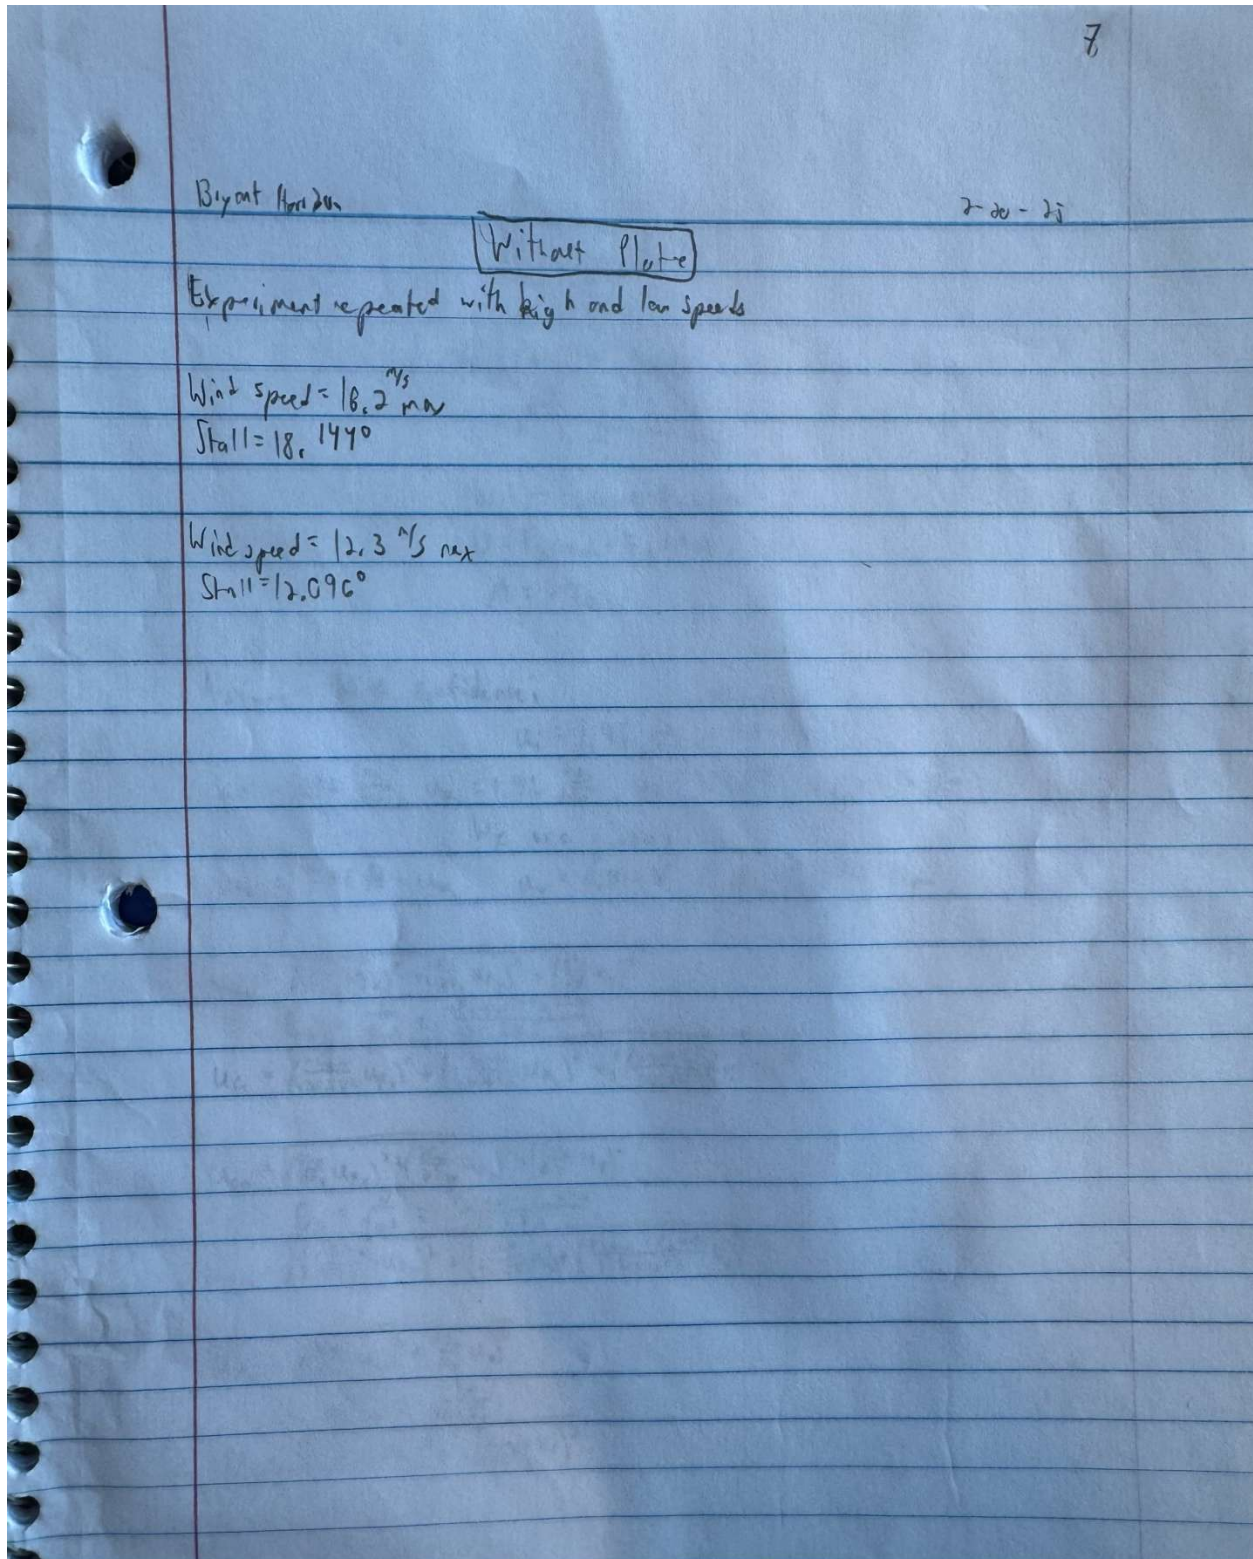 7
Bryant
2-20-25
Without Plate
Experiment repeated with high and low speeds
Wind speed = 18.2 m/s max
Stall = 18.144°
Wind speed = 12.3 m/s max
Stall = 12.096°